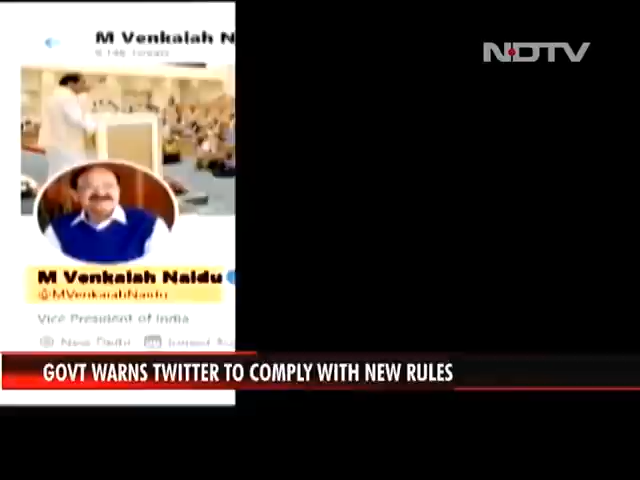 M Venkaiah N
NDTV
M Venkaiah Naidu
@MVenkaiahNaidu
Vice President of India
New Delhi
GOVT WARNS TWITTER TO COMPLY WITH NEW RULES